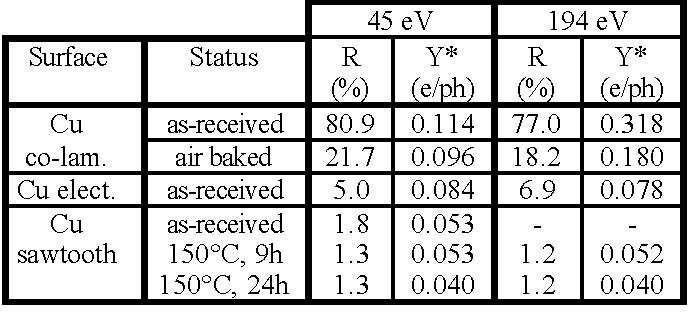 45 eV 194 eV
Surface Status R Y* R Y*
(%) (e/ph) (%) (e/ph)
Cu as-received 80.9 0.114 77.0 0.318
co-lam. air baked 21.7 0.096 18.2 0.180
Cu elect. as-received 5.0 0.084 6.9 0.078
Cu as-received 1.8 0.053 - -
sawtooth 150°C, 9h 1.3 0.053 1.2 0.052
150°C, 24h 1.3 0.040 1.2 0.040